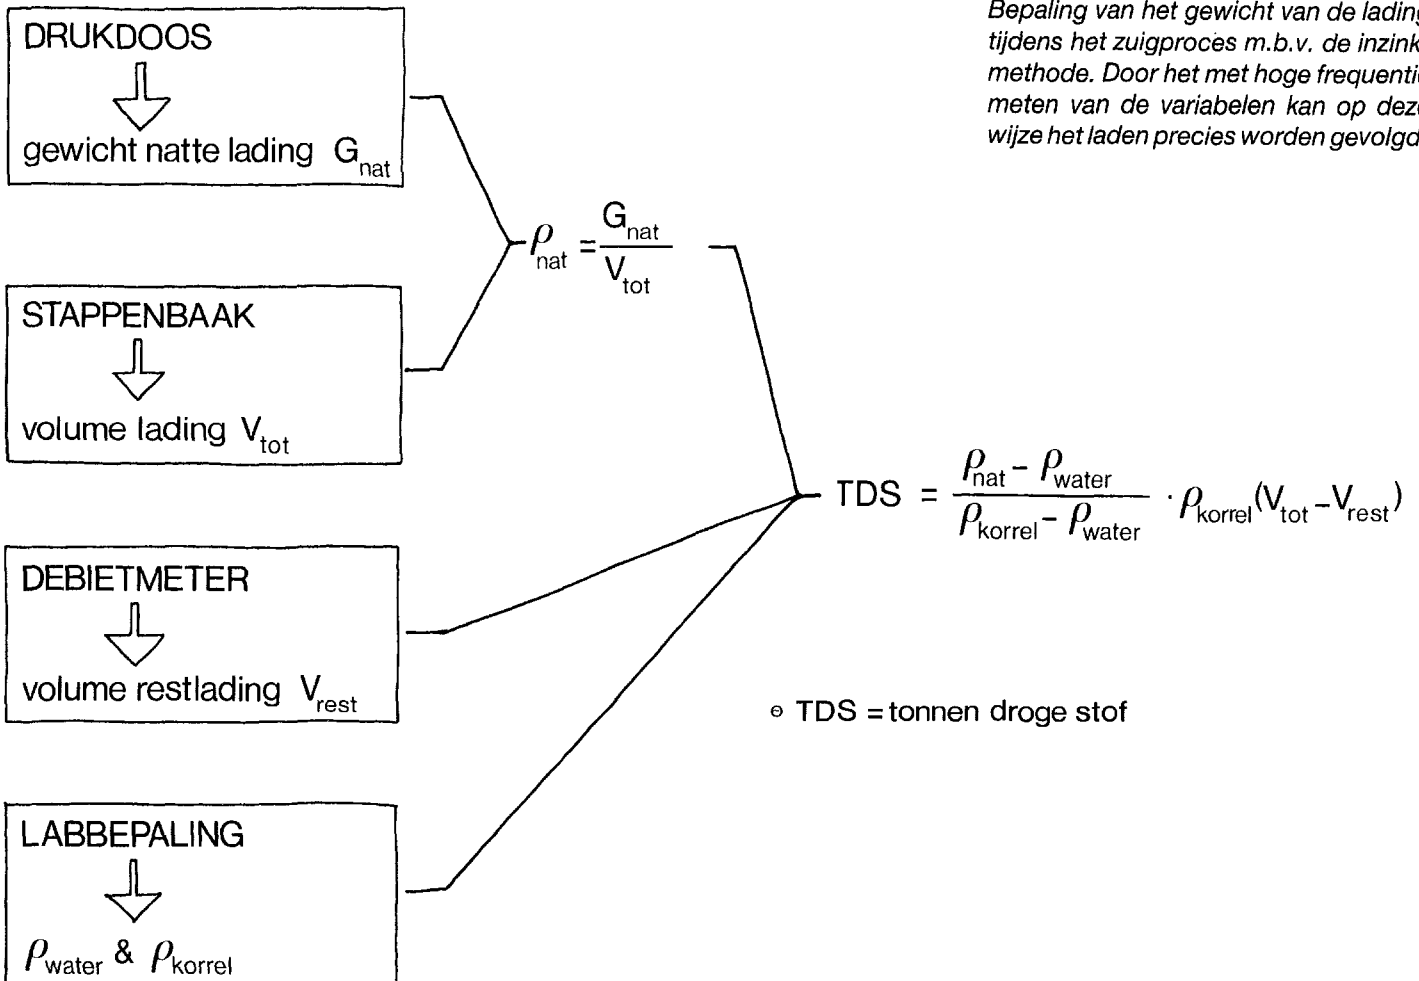 DRUKDOOS
gewicht natte lading G_nat
STAPPENBAAK
volume lading V_tot
DEBIETMETER
volume restlading V_rest
LABBEPALING
ρ_water & ρ_korrel
ρ_nat = G_nat / V_tot
TDS = (ρ_nat – ρ_water) / (ρ_korrel – ρ_water) · ρ_korrel (V_tot – V_rest)
⊖ TDS = tonnen droge stof
Bepaling van het gewicht van de lading
tijdens het zuigproces m.b.v. de inzink
methode. Door het met hoge frequentie
meten van de variabelen kan op deze
wijze het laden precies worden gevolgd